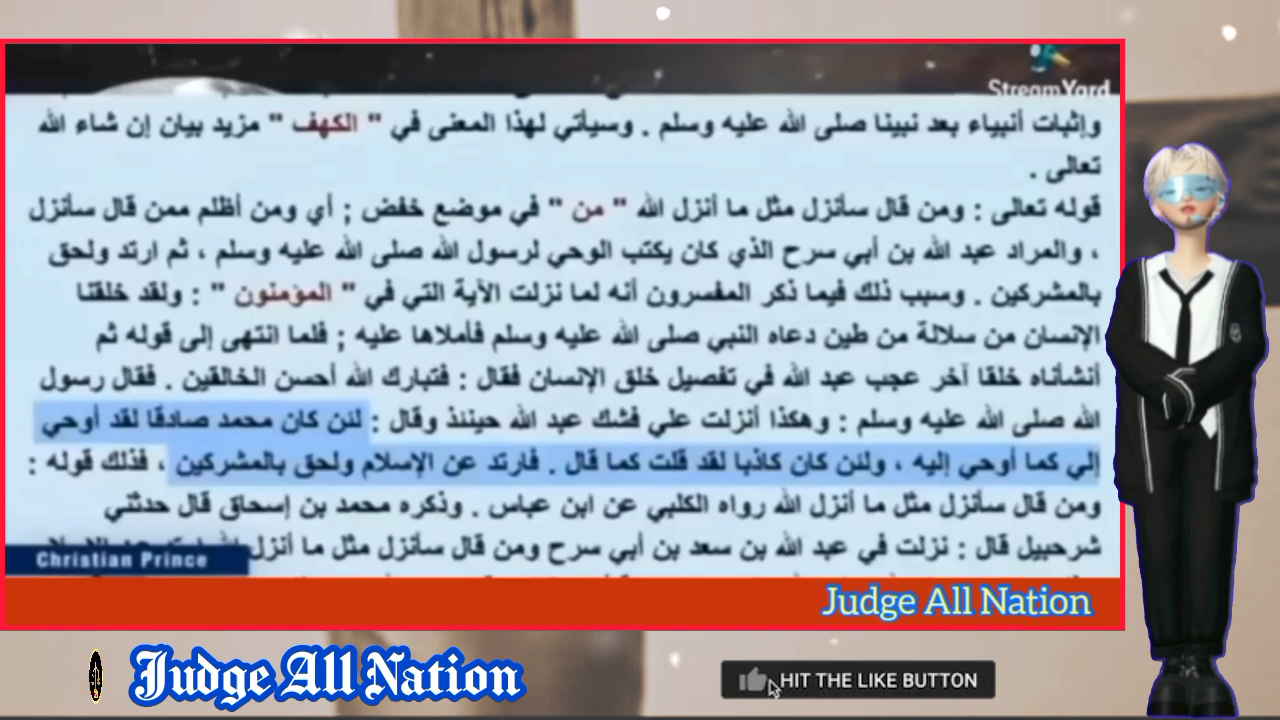 StreamYard
وإثبات أنبياء بعد نبينا صلى الله عليه وسلم . وسيأتي لهذا المعنى في " الكهف " مزيد بيان إن شاء الله
تعالى .
قوله تعالى : ومن قال سأنزل مثل ما أنزل الله " من " في موضع خفض ; أي ومن أظلم ممن قال سأنزل
، والمراد عبد الله بن أبي سرح الذي كان يكتب الوحي لرسول الله صلى الله عليه وسلم ، ثم ارتد ولحق
بالمشركين . وسبب ذلك فيما ذكر المفسرون أنه لما نزلت الآية التي في " المؤمنون " : ولقد خلقنا
الإنسان من سلالة من طين دعاه النبي صلى الله عليه وسلم فأملاها عليه ; فلما انتهى إلى قوله ثم
أنشأناه خلقا آخر عجب عبد الله في تفصيل خلق الإنسان فقال : فتبارك الله أحسن الخالقين . فقال رسول
الله صلى الله عليه وسلم : وهكذا أنزلت علي فشك عبد الله حينئذ وقال : لئن كان محمد صادقا لقد أوحي
إلي كما أوحي إليه ، ولئن كان كاذبا لقد قلت كما قال . فارتد عن الإسلام ولحق بالمشركين ، فذلك قوله :
ومن قال سأنزل مثل ما أنزل الله رواه الكلبي عن ابن عباس . وذكره محمد بن إسحاق قال حدثني
شرحبيل قال : نزلت في عبد الله بن سعد بن أبي سرح ومن قال سأنزل مثل ما أنزل
Christian Prince
Judge All Nation
Judge All Nation
HIT THE LIKE BUTTON